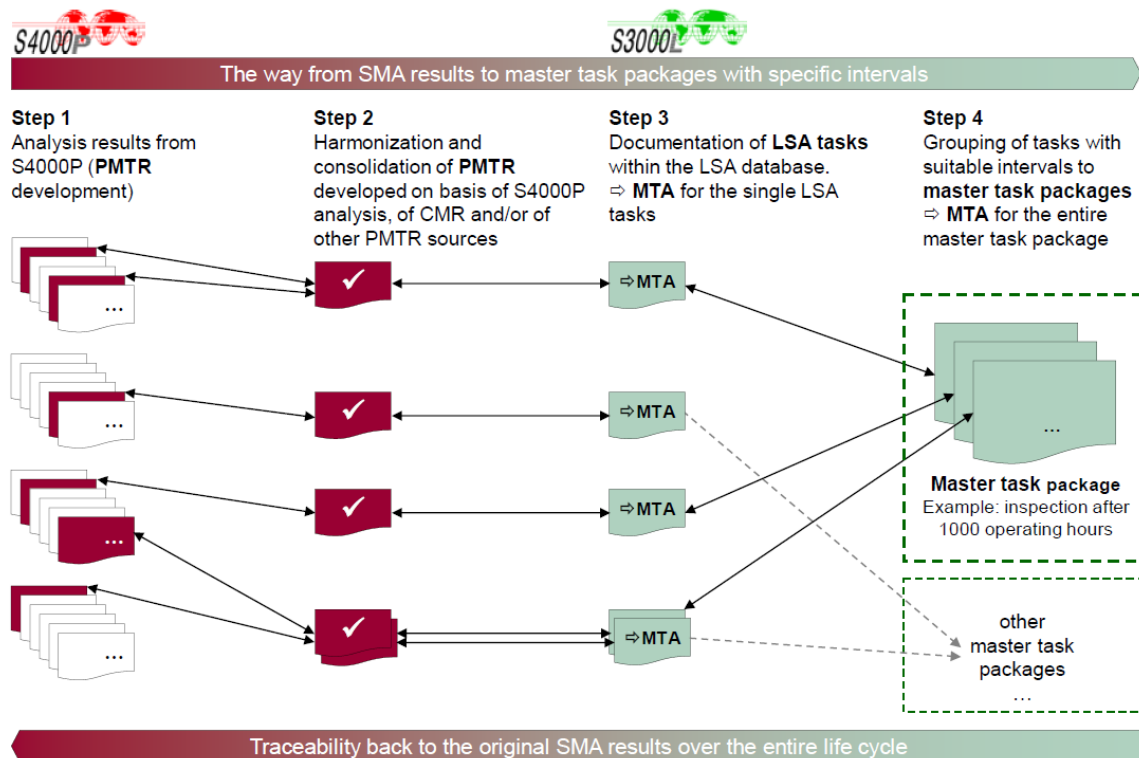 S4000P
S3000L
The way from SMA results to master task packages with specific intervals
Step 1
Analysis results from
S4000P (PMTR
development)
Step 2
Harmonization and
consolidation of PMTR
developed on basis of S4000P
analysis, of CMR and/or of
other PMTR sources
Step 3
Documentation of LSA tasks
within the LSA database.
⇨ MTA for the single LSA
tasks
Step 4
Grouping of tasks with
suitable intervals to
master task packages
⇨ MTA for the entire
master task package
...
✓
⇨MTA
...
✓
⇨MTA
...
Master task package
Example: inspection after
1000 operating hours
...
✓
⇨MTA
...
✓
⇨MTA
other
master task
packages
...
Traceability back to the original SMA results over the entire life cycle